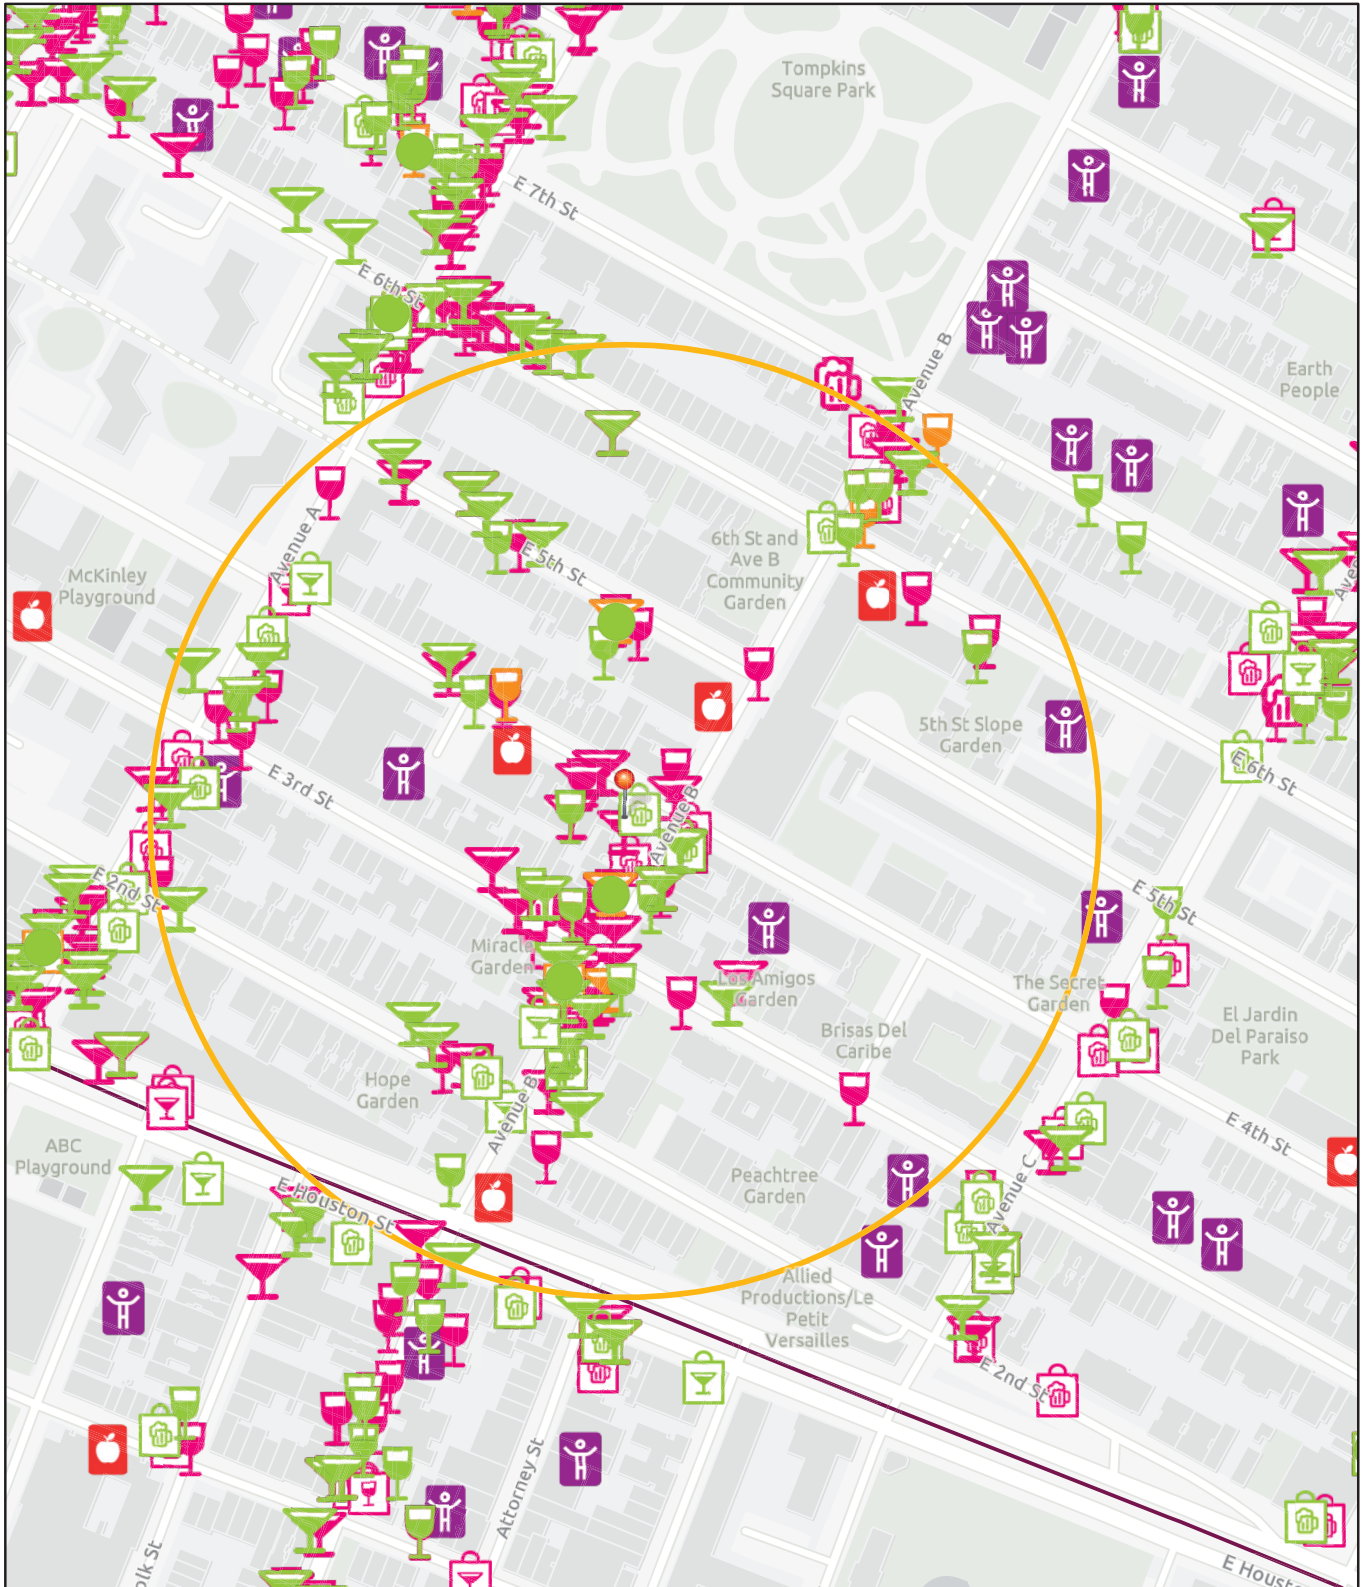 Tompkins
Square Park
E 7th St
E 6th St
Avenue B
Earth
People
Avenue A
E 5th St
6th St and
Ave B
Community
Garden
McKinley
Playground
5th St Slope
Garden
E 6th St
E 3rd St
Avenue B
E 2nd St
E 5th St
Miracle
Garden
Los Amigos
Garden
The Secret
Garden
El Jardin
Del Paraiso
Park
Brisas Del
Caribe
Hope
Garden
Avenue B
E 4th St
ABC
Playground
Peachtree
Garden
Avenue C
E Houston St
Allied
Productions/Le
Petit
Versailles
E 2nd St
Attorney St